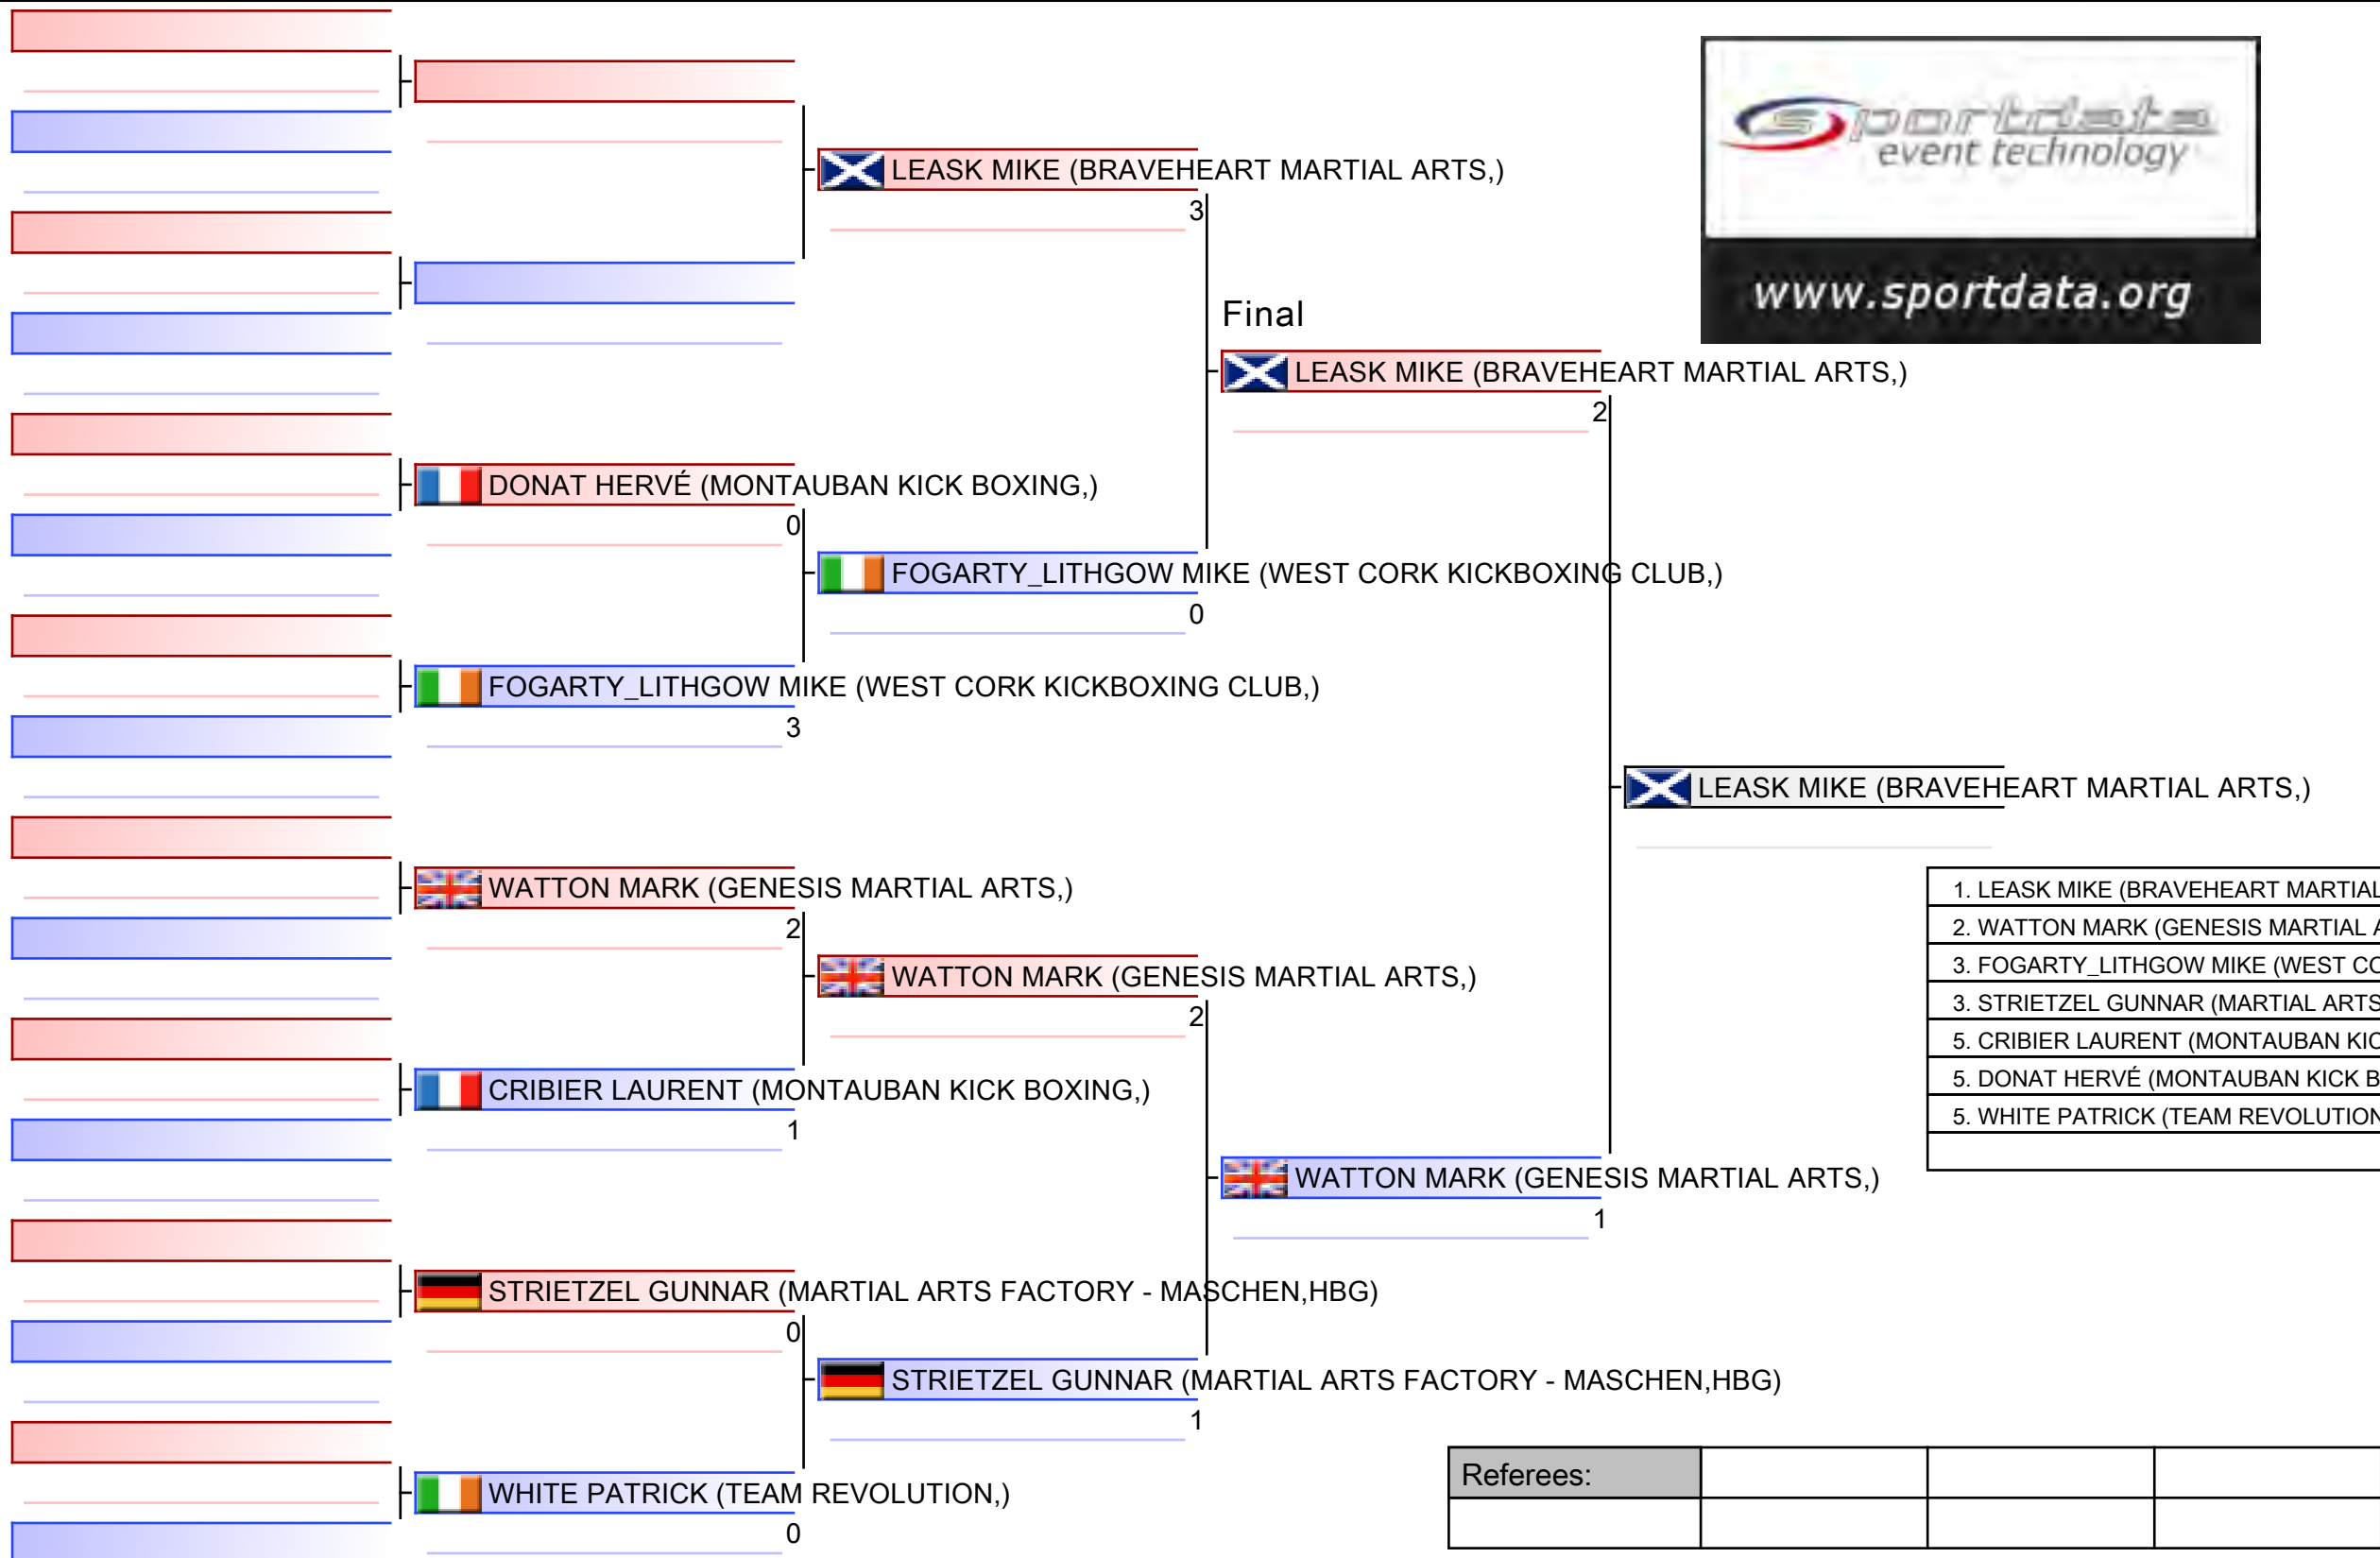 sportdata
event technology
www.sportdata.org
LEASK MIKE (BRAVEHEART MARTIAL ARTS,)
3
Final
LEASK MIKE (BRAVEHEART MARTIAL ARTS,)
2
DONAT HERVÉ (MONTAUBAN KICK BOXING,)
0
FOGARTY_LITHGOW MIKE (WEST CORK KICKBOXING CLUB,)
0
FOGARTY_LITHGOW MIKE (WEST CORK KICKBOXING CLUB,)
3
LEASK MIKE (BRAVEHEART MARTIAL ARTS,)
WATTON MARK (GENESIS MARTIAL ARTS,)
2
WATTON MARK (GENESIS MARTIAL ARTS,)
2
CRIBIER LAURENT (MONTAUBAN KICK BOXING,)
1
WATTON MARK (GENESIS MARTIAL ARTS,)
1
STRIETZEL GUNNAR (MARTIAL ARTS FACTORY - MASCHEN,HBG)
0
STRIETZEL GUNNAR (MARTIAL ARTS FACTORY - MASCHEN,HBG)
1
WHITE PATRICK (TEAM REVOLUTION,)
0
1. LEASK MIKE (BRAVEHEART MARTIAL
2. WATTON MARK (GENESIS MARTIAL A
3. FOGARTY_LITHGOW MIKE (WEST CO
3. STRIETZEL GUNNAR (MARTIAL ARTS
5. CRIBIER LAURENT (MONTAUBAN KIC
5. DONAT HERVÉ (MONTAUBAN KICK B
5. WHITE PATRICK (TEAM REVOLUTION
Referees: